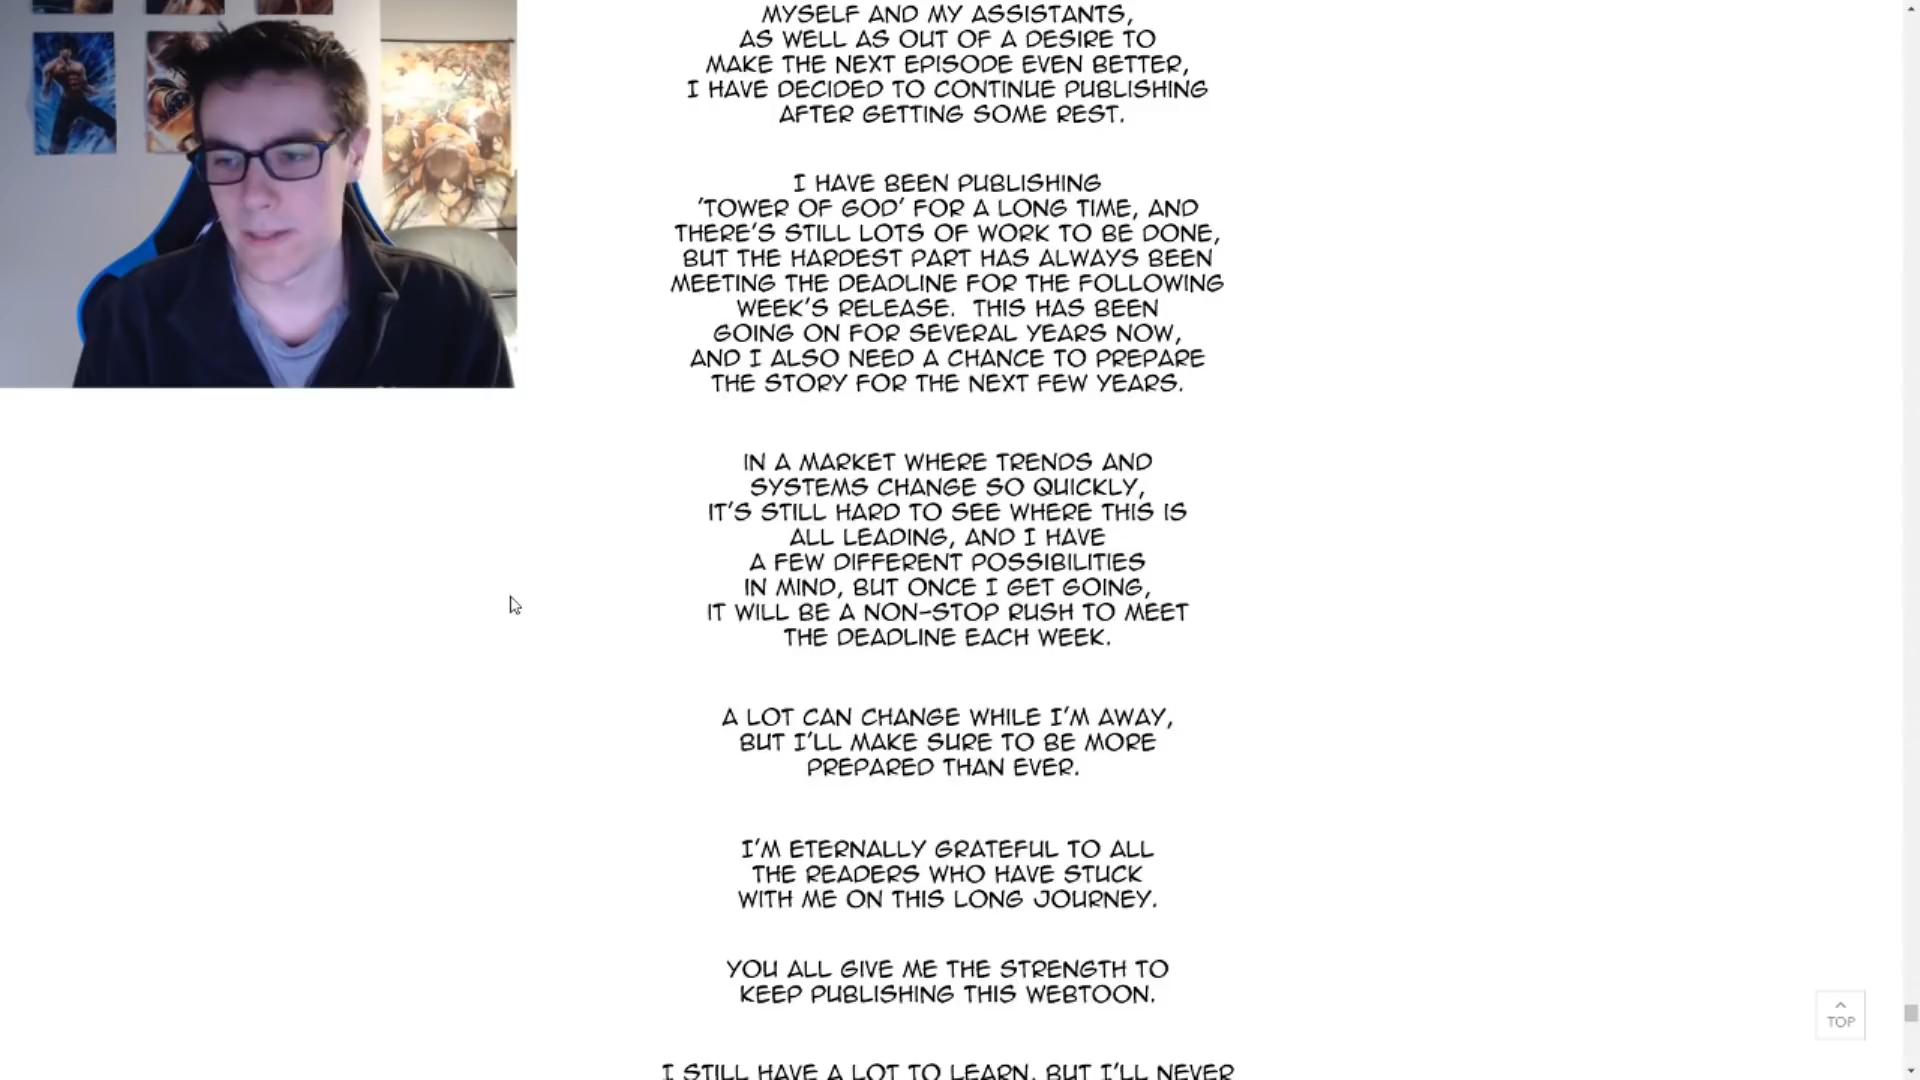 MYSELF AND MY ASSISTANTS,
AS WELL AS OUT OF A DESIRE TO
MAKE THE NEXT EPISODE EVEN BETTER,
I HAVE DECIDED TO CONTINUE PUBLISHING
AFTER GETTING SOME REST.
I HAVE BEEN PUBLISHING
'TOWER OF GOD' FOR A LONG TIME, AND
THERE'S STILL LOTS OF WORK TO BE DONE,
BUT THE HARDEST PART HAS ALWAYS BEEN
MEETING THE DEADLINE FOR THE FOLLOWING
WEEK'S RELEASE. THIS HAS BEEN
GOING ON FOR SEVERAL YEARS NOW,
AND I ALSO NEED A CHANCE TO PREPARE
THE STORY FOR THE NEXT FEW YEARS.
IN A MARKET WHERE TRENDS AND
SYSTEMS CHANGE SO QUICKLY,
IT'S STILL HARD TO SEE WHERE THIS IS
ALL LEADING, AND I HAVE
A FEW DIFFERENT POSSIBILITIES
IN MIND, BUT ONCE I GET GOING,
IT WILL BE A NON-STOP RUSH TO MEET
THE DEADLINE EACH WEEK.
A LOT CAN CHANGE WHILE I'M AWAY,
BUT I'LL MAKE SURE TO BE MORE
PREPARED THAN EVER.
I'M ETERNALLY GRATEFUL TO ALL
THE READERS WHO HAVE STUCK
WITH ME ON THIS LONG JOURNEY.
YOU ALL GIVE ME THE STRENGTH TO
KEEP PUBLISHING THIS WEBTOON.
TOP
I STILL HAVE A LOT TO LEARN, BUT I'LL NEVER